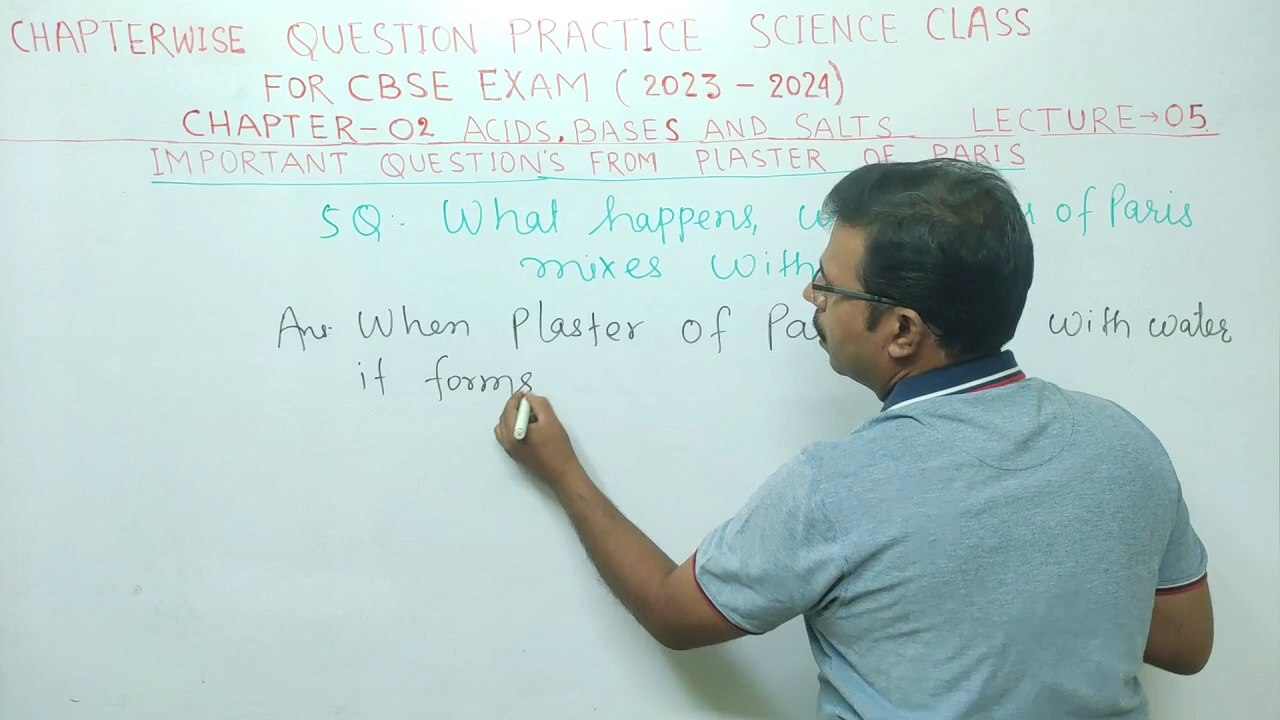 CHAPTERWISE QUESTION PRACTICE SCIENCE CLASS
FOR CBSE EXAM (2023 - 2024)
CHAPTER-02 ACIDS, BASES AND SALTS LECTURE→05
IMPORTANT QUESTION'S FROM PLASTER OF PARIS
5Q. What happens, of Paris
mixes with
Ans. When Plaster of with water
it forms